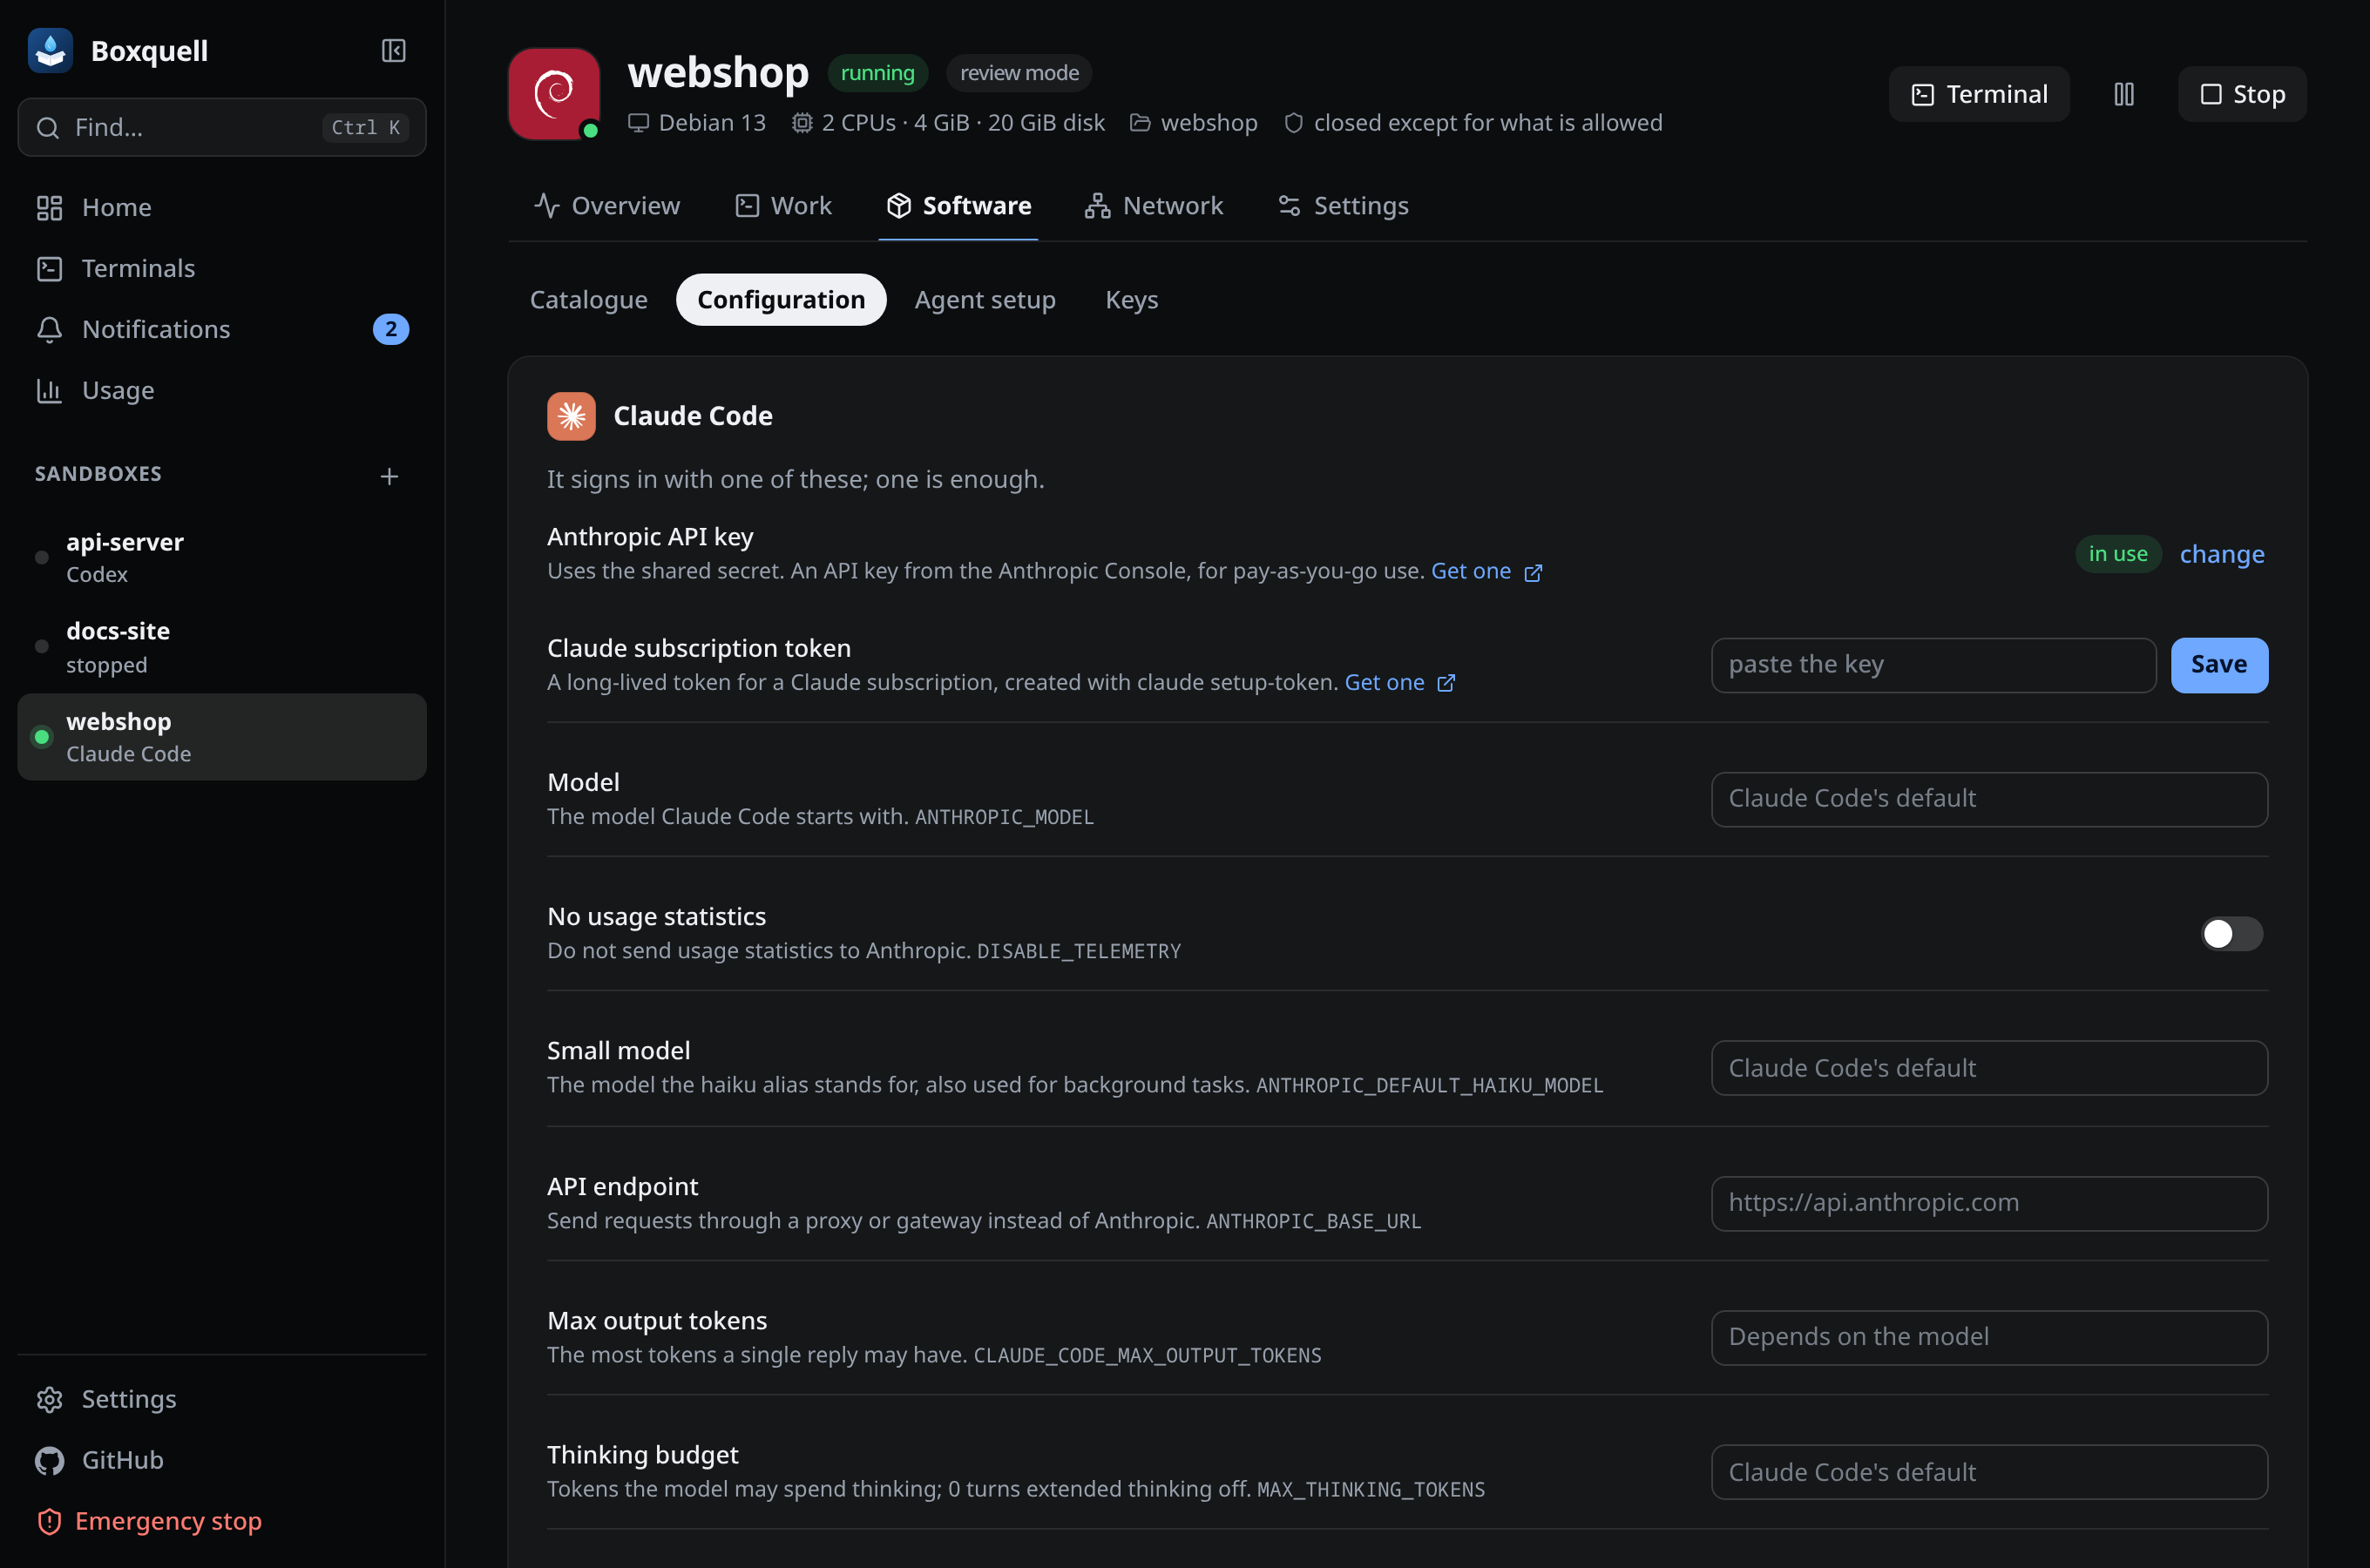 Boxquell
Find...
Ctrl K
Home
Terminals
Notifications
2
Usage
SANDBOXES
api-server
Codex
docs-site
stopped
webshop
Claude Code
Settings
GitHub
Emergency stop
webshop
running
review mode
Debian 13
2 CPUs · 4 GiB · 20 GiB disk
webshop
closed except for what is allowed
Terminal
Stop
Overview
Work
Software
Network
Settings
Catalogue
Configuration
Agent setup
Keys
Claude Code
It signs in with one of these; one is enough.
Anthropic API key
Uses the shared secret. An API key from the Anthropic Console, for pay-as-you-go use. Get one
in use
change
Claude subscription token
A long-lived token for a Claude subscription, created with claude setup-token. Get one
paste the key
Save
Model
The model Claude Code starts with. ANTHROPIC_MODEL
Claude Code's default
No usage statistics
Do not send usage statistics to Anthropic. DISABLE_TELEMETRY
Small model
The model the haiku alias stands for, also used for background tasks. ANTHROPIC_DEFAULT_HAIKU_MODEL
Claude Code's default
API endpoint
Send requests through a proxy or gateway instead of Anthropic. ANTHROPIC_BASE_URL
https://api.anthropic.com
Max output tokens
The most tokens a single reply may have. CLAUDE_CODE_MAX_OUTPUT_TOKENS
Depends on the model
Thinking budget
Tokens the model may spend thinking; 0 turns extended thinking off. MAX_THINKING_TOKENS
Claude Code's default